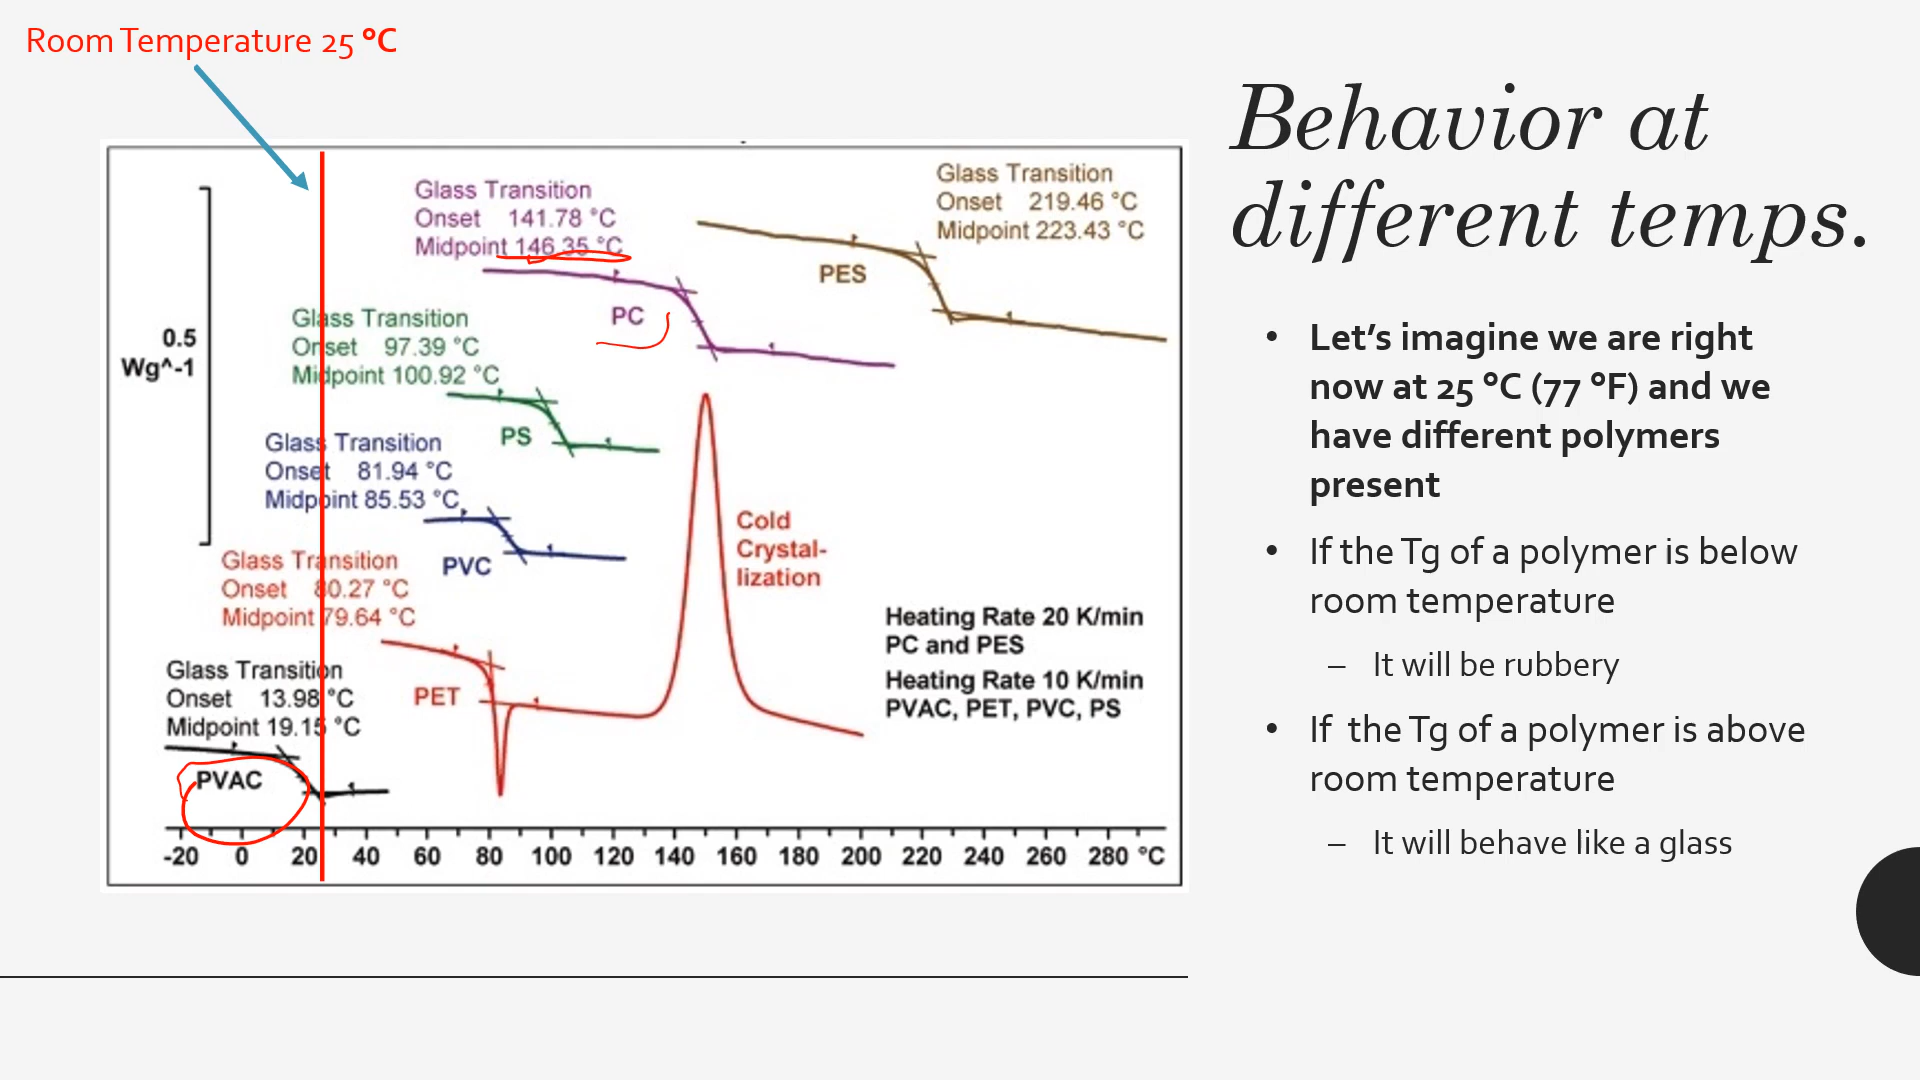 Room Temperature 25 °C
Behavior at
different temps.
• Let’s imagine we are right
now at 25 °C (77 °F) and we
have different polymers
present
• If the Tg of a polymer is below
room temperature
– It will be rubbery
• If the Tg of a polymer is above
room temperature
– It will behave like a glass
Glass Transition
Onset 219.46 °C
Midpoint 223.43 °C
PES
Glass Transition
Onset 141.78 °C
Midpoint 146.35 °C
PC
Glass Transition
Onset 97.39 °C
Midpoint 100.92 °C
PS
0.5
Wg^-1
Glass Transition
Onset 81.94 °C
Midpoint 85.53 °C
PVC
Cold
Crystal-
lization
Glass Transition
Onset 80.27 °C
Midpoint 79.64 °C
PET
Heating Rate 20 K/min
PC and PES
Heating Rate 10 K/min
PVAC, PET, PVC, PS
Glass Transition
Onset 13.98 °C
Midpoint 19.15 °C
PVAC
-20 0 20 40 60 80 100 120 140 160 180 200 220 240 260 280 °C